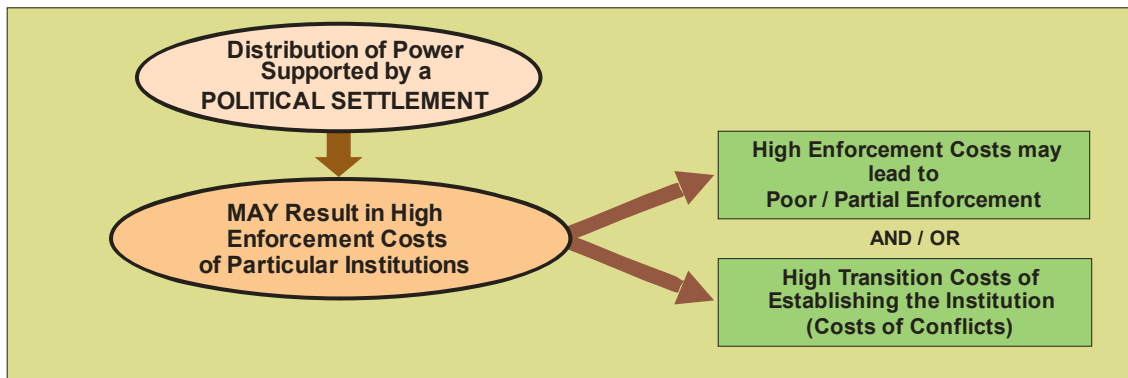 Distribution of Power
Supported by a
POLITICAL SETTLEMENT
MAY Result in High
Enforcement Costs
of Particular Institutions
High Enforcement Costs may
lead to
Poor / Partial Enforcement
AND / OR
High Transition Costs of
Establishing the Institution
(Costs of Conflicts)